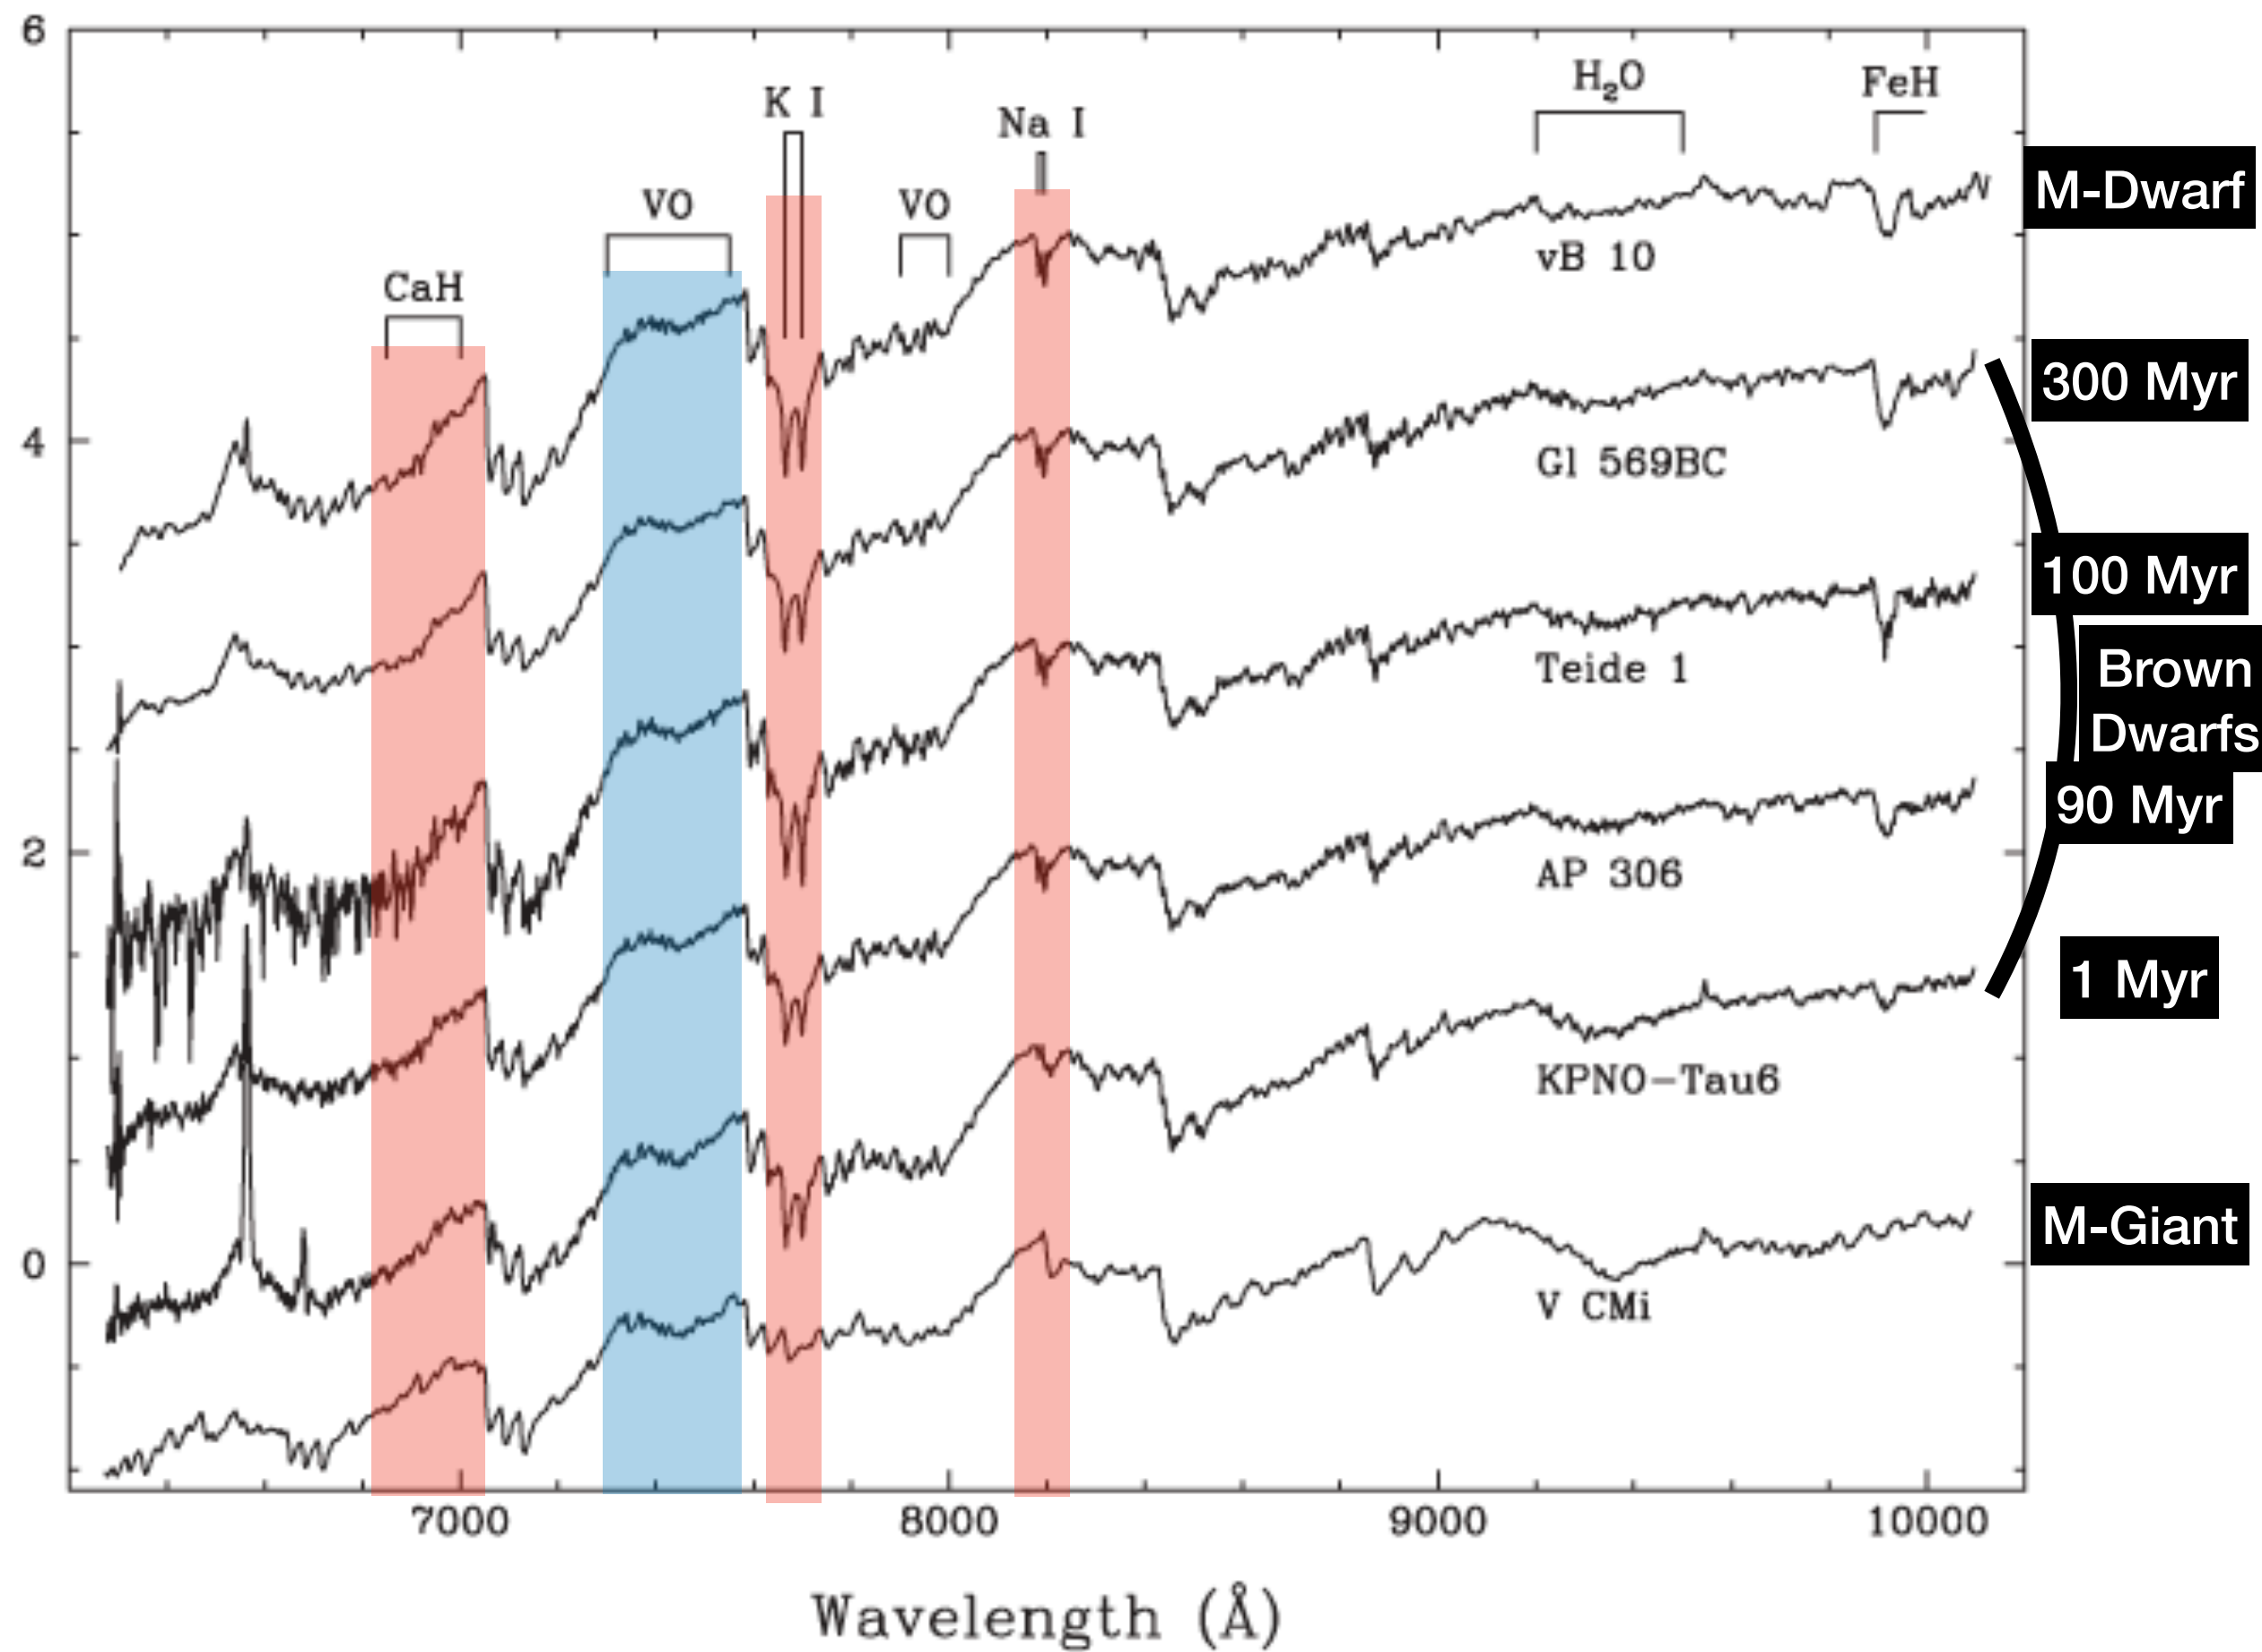 6
H₂O
FeH
K I
Na I
M-Dwarf
VO
VO
vB 10
CaH
300 Myr
4
Gl 569BC
100 Myr
Teide 1
Brown
Dwarfs
90 Myr
2
AP 306
1 Myr
KPNO-Tau6
M-Giant
0
V CMi
7000
8000
9000
10000
Wavelength (Å)